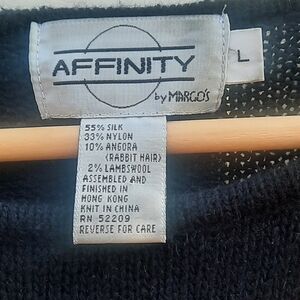 AFFINITY
by MARGO'S
L
55% SILK
33% NYLON
10% ANGORA
(RABBIT HAIR)
2% LAMBSWOOL
ASSEMBLED AND
FINISHED IN
HONG KONG
KNIT IN CHINA
RN 52209
REVERSE FOR CARE